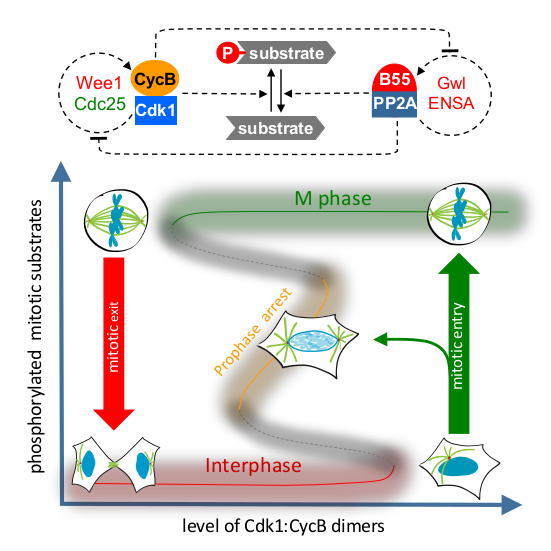 P substrate
Wee1
Cdc25
CycB
Cdk1
B55
PP2A
Gwl
ENSA
substrate
M phase
phosphorylated mitotic substrates
mitotic exit
Prophase arrest
mitotic entry
Interphase
level of Cdk1:CycB dimers